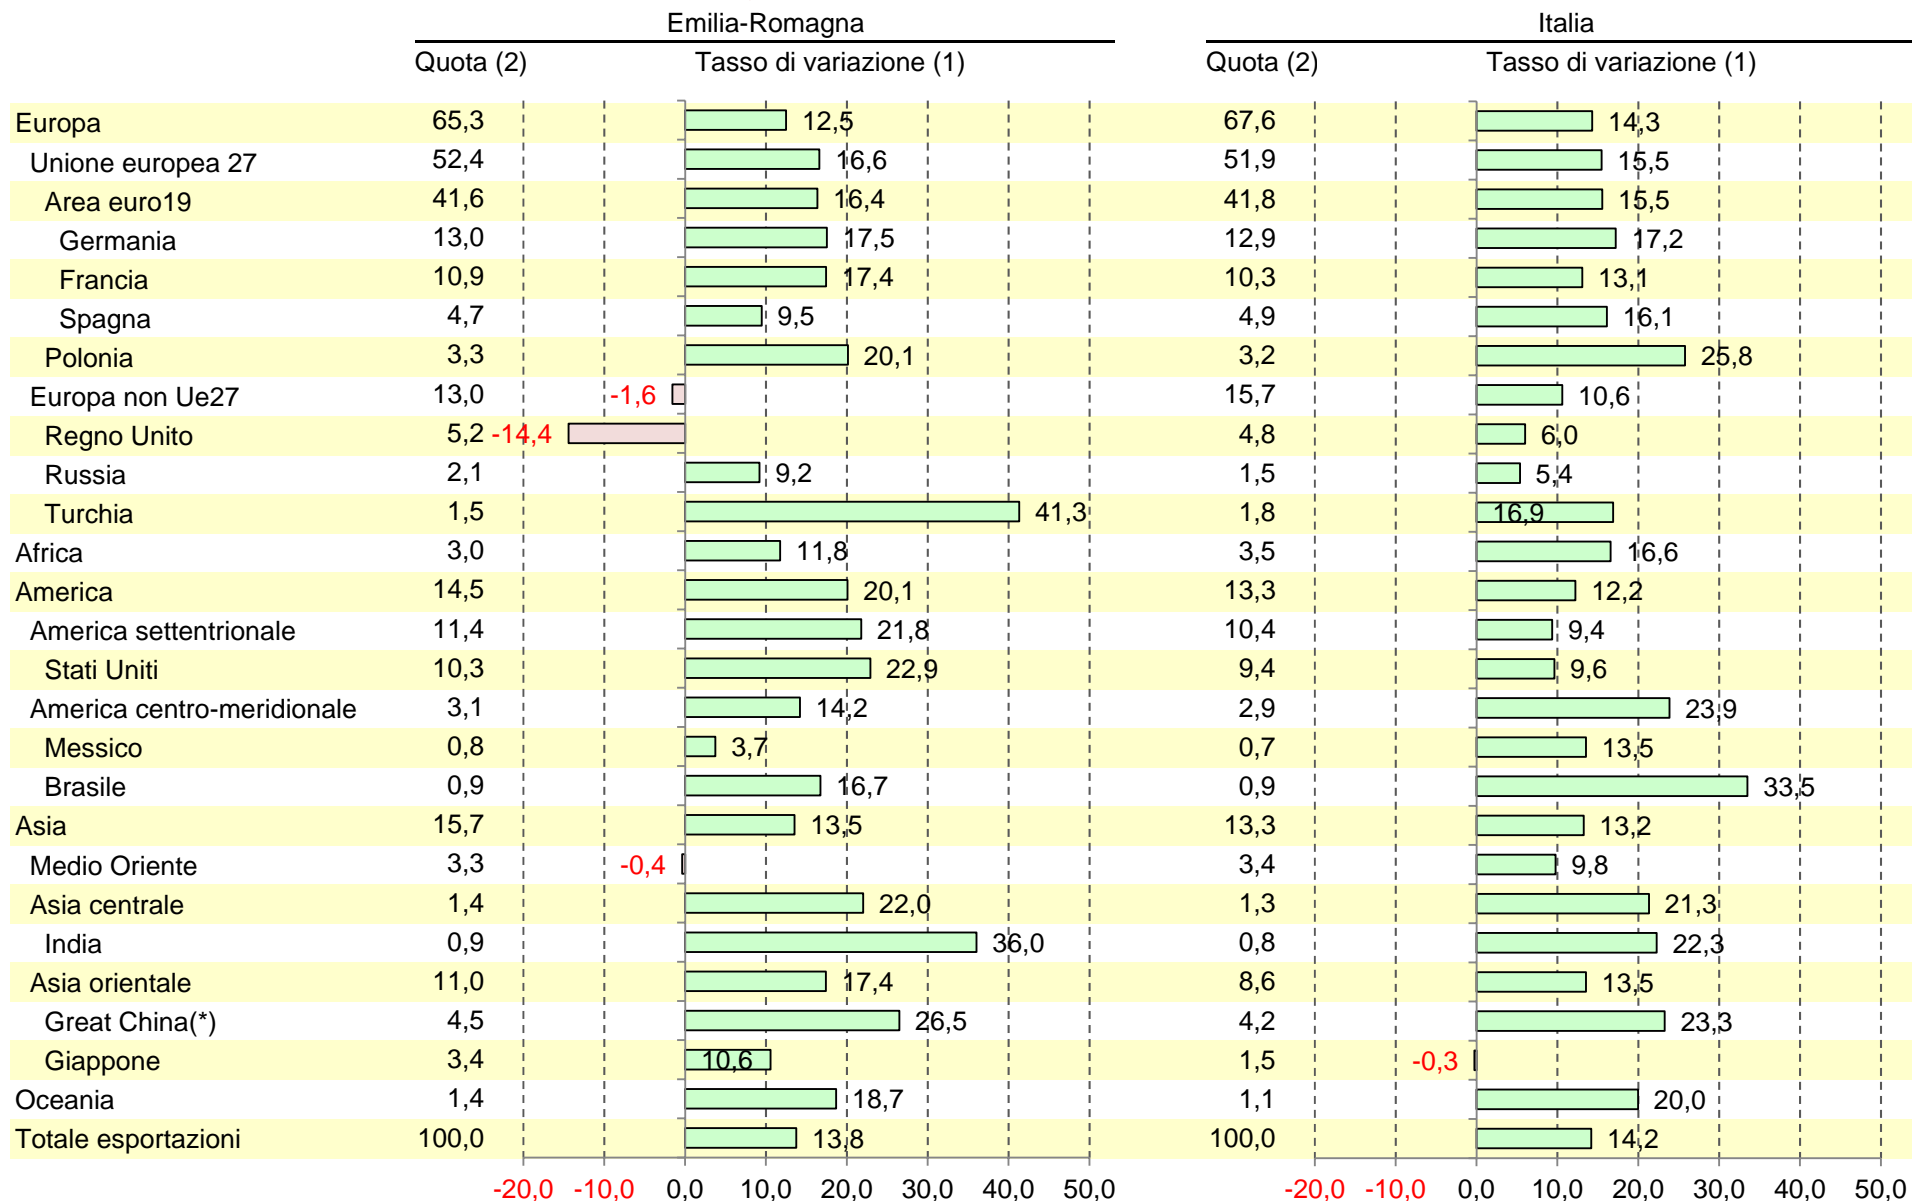 Emilia-Romagna Italia
Quota (2) Tasso di variazione (1) Quota (2) Tasso di variazione (1)
Europa 65,3 12,5 67,6 14,3
Unione europea 27 52,4 16,6 51,9 15,5
Area euro19 41,6 16,4 41,8 15,5
Germania 13,0 17,5 12,9 17,2
Francia 10,9 17,4 10,3 13,1
Spagna 4,7 9,5 4,9 16,1
Polonia 3,3 20,1 3,2 25,8
Europa non Ue27 13,0 -1,6 15,7 10,6
Regno Unito 5,2 -14,4 4,8 6,0
Russia 2,1 9,2 1,5 5,4
Turchia 1,5 41,3 1,8 16,9
Africa 3,0 11,8 3,5 16,6
America 14,5 20,1 13,3 12,2
America settentrionale 11,4 21,8 10,4 9,4
Stati Uniti 10,3 22,9 9,4 9,6
America centro-meridionale 3,1 14,2 2,9 23,9
Messico 0,8 3,7 0,7 13,5
Brasile 0,9 16,7 0,9 33,5
Asia 15,7 13,5 13,3 13,2
Medio Oriente 3,3 -0,4 3,4 9,8
Asia centrale 1,4 22,0 1,3 21,3
India 0,9 36,0 0,8 22,3
Asia orientale 11,0 17,4 8,6 13,5
Great China(*) 4,5 26,5 4,2 23,3
Giappone 3,4 10,6 1,5 -0,3
Oceania 1,4 18,7 1,1 20,0
Totale esportazioni 100,0 13,8 100,0 14,2
-20,0 -10,0 0,0 10,0 20,0 30,0 40,0 50,0 -20,0 -10,0 0,0 10,0 20,0 30,0 40,0 50,0